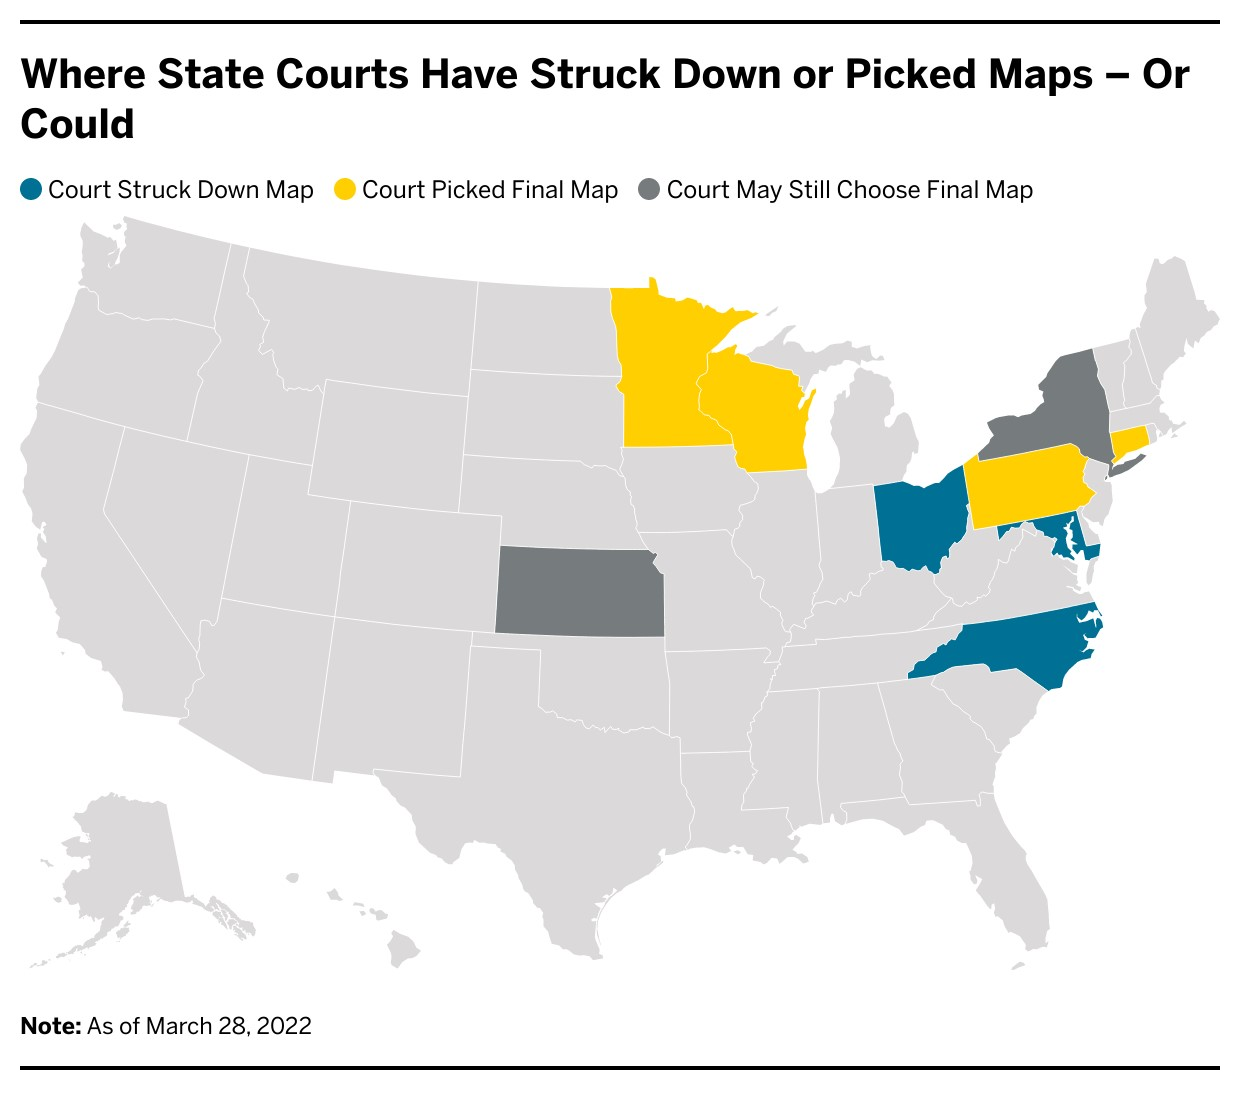 Where State Courts Have Struck Down or Picked Maps – Or
Could
Court Struck Down Map Court Picked Final Map Court May Still Choose Final Map
Note: As of March 28, 2022